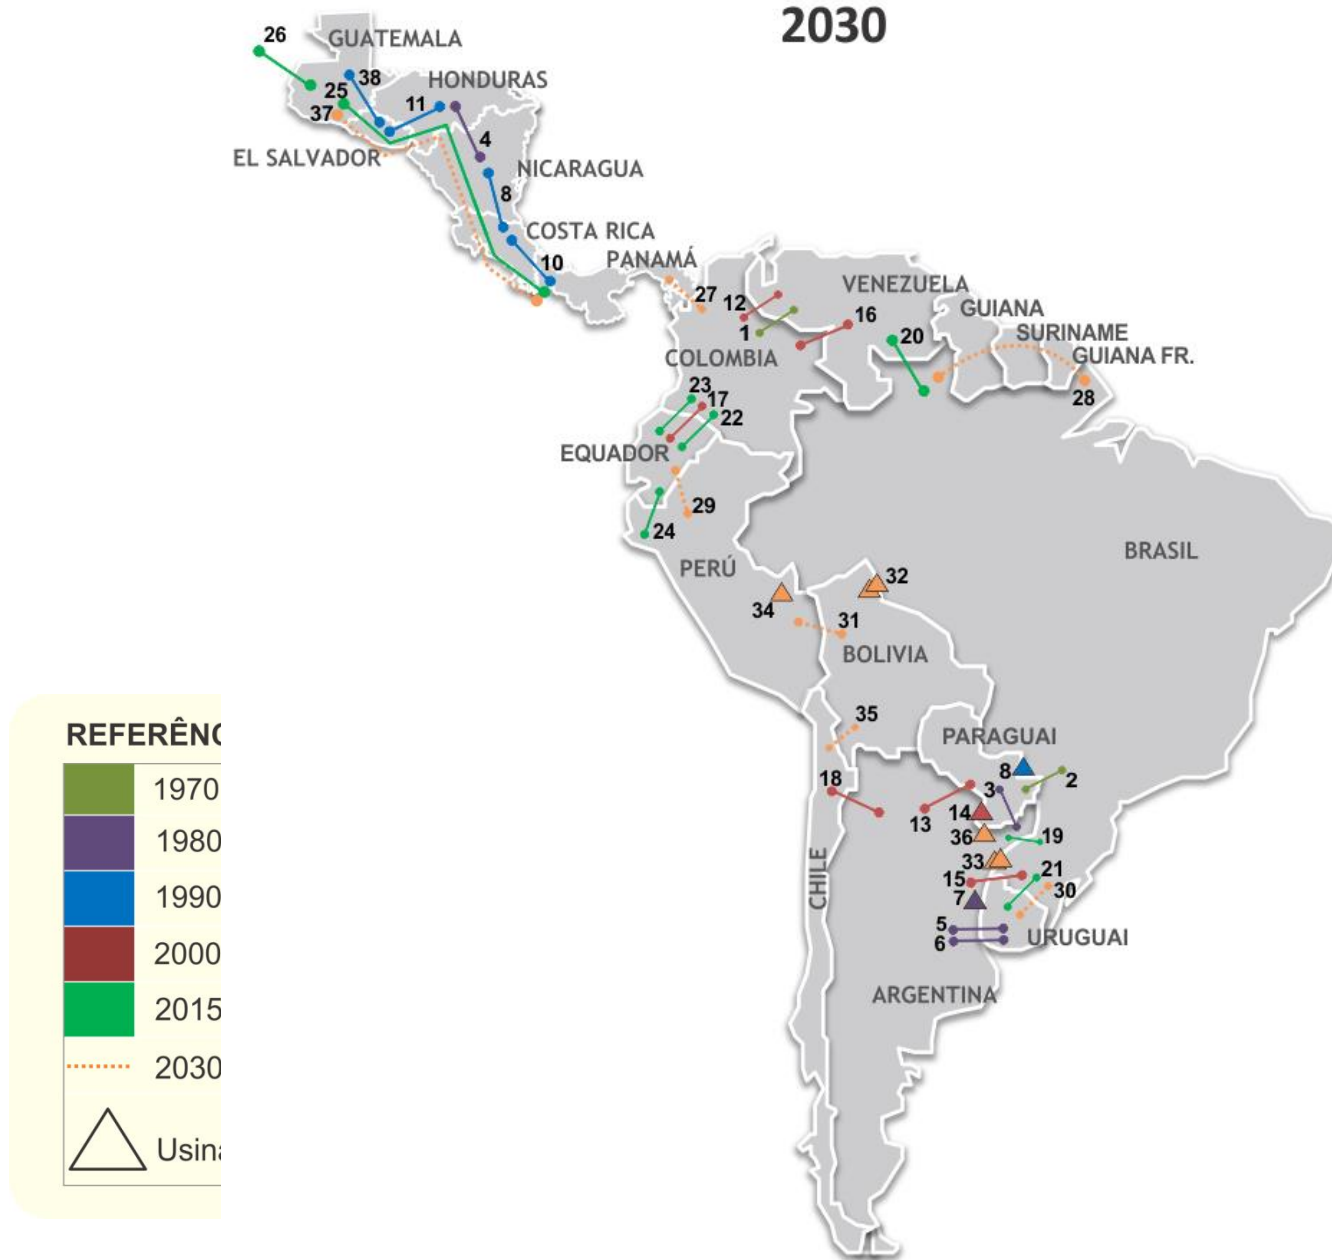 2030
26
GUATEMALA
38
HONDURAS
25
11
37
4
EL SALVADOR
NICARAGUA
8
COSTA RICA
10
PANAMÁ
27
12
VENEZUELA
16
GUIANA
1
20
SURINAME
COLOMBIA
GUIANA FR.
28
23
17
22
EQUADOR
29
24
PERÚ
BRASIL
32
34
31
BOLIVIA
35
PARAGUAI
8
2
18
3
14
13
36
19
33
15
21
7
30
5
6
URUGUAI
CHILE
ARGENTINA
REFERÊNC
1970
1980
1990
2000
2015
2030
Usina